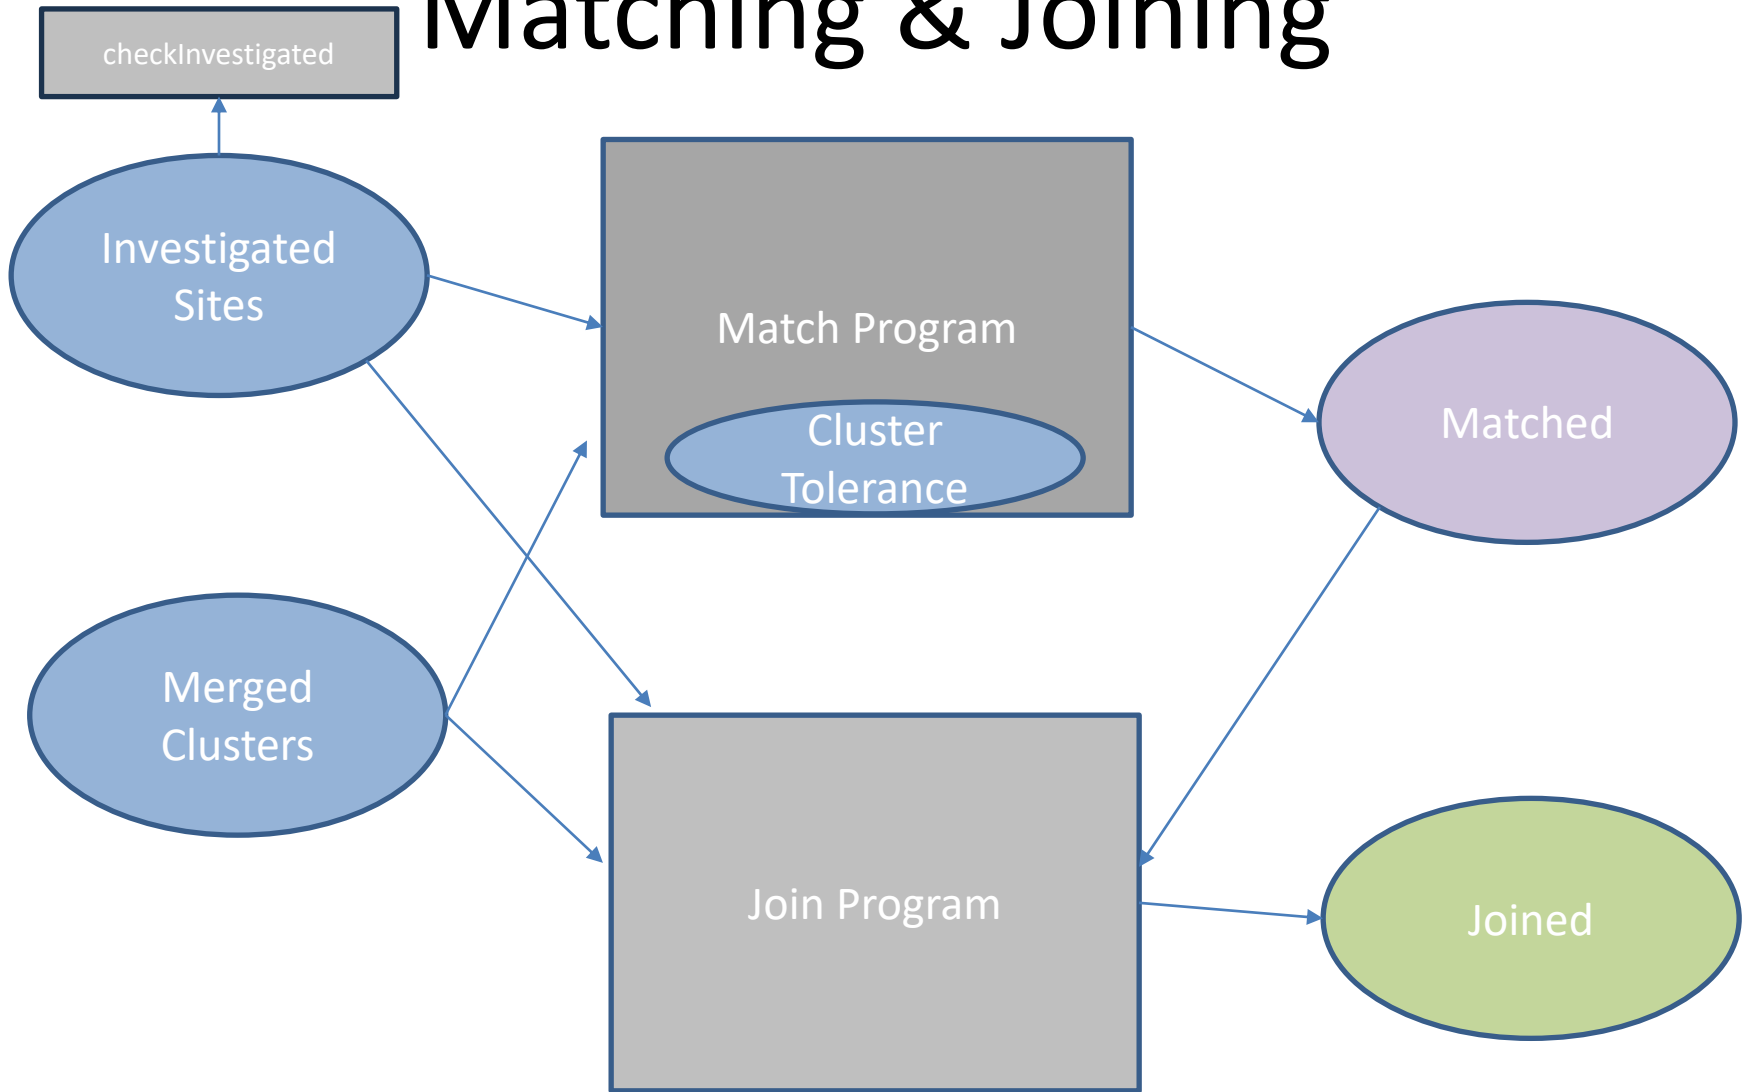 Matching & Joining
checkInvestigated
Investigated
Sites
Match Program
Cluster
Tolerance
Matched
Merged
Clusters
Join Program
Joined